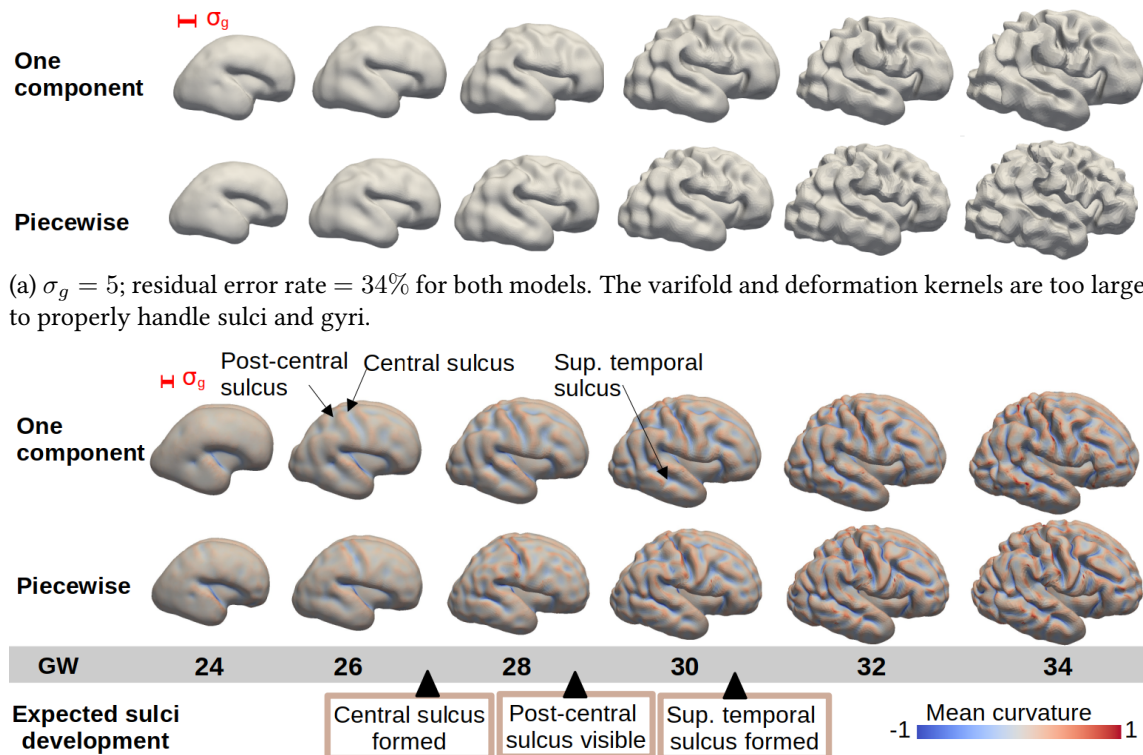 σg
One
component
Piecewise
(a) σg = 5; residual error rate = 34% for both models. The varifold and deformation kernels are too large
to properly handle sulci and gyri.
Post-central
sulcus
Central sulcus
Sup. temporal
sulcus
σg
One
component
Piecewise
GW 24 26 28 30 32 34
Expected sulci
development
Central sulcus
formed
Post-central
sulcus visible
Sup. temporal
sulcus formed
Mean curvature
-1 1